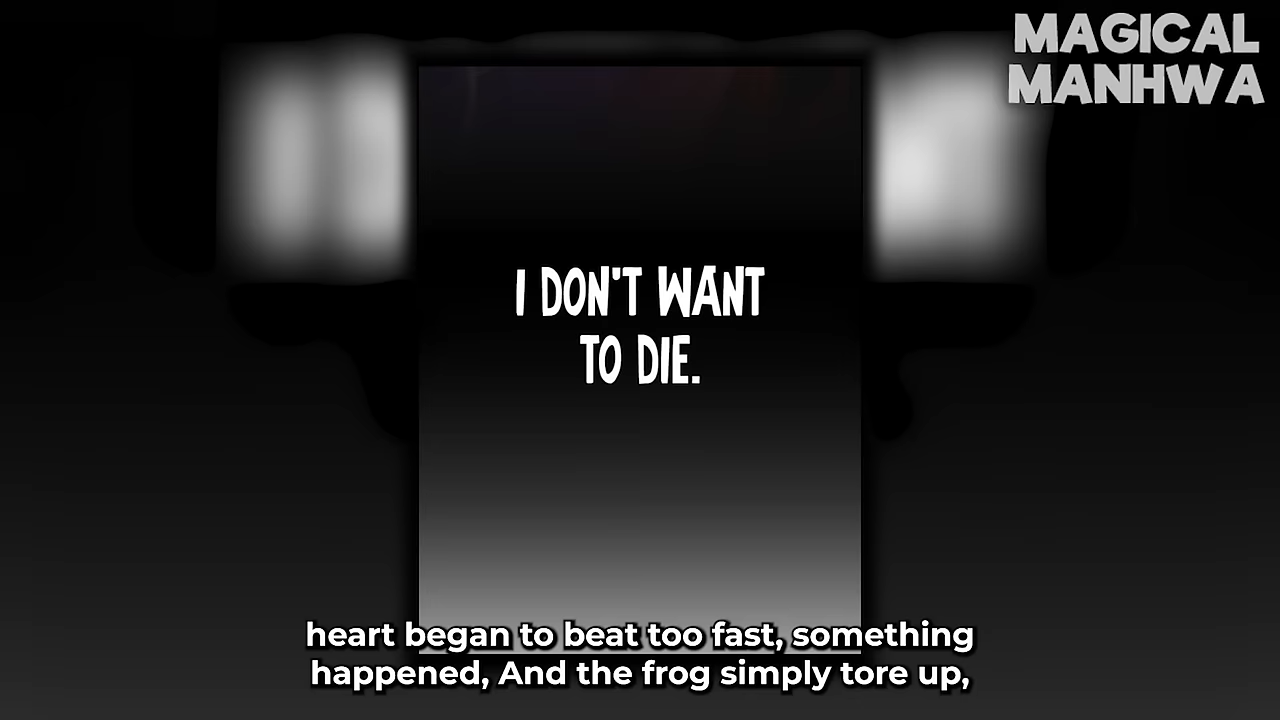 MAGICAL
MANHWA
I DON'T WANT
TO DIE.
heart began to beat too fast, something
happened, And the frog simply tore up,